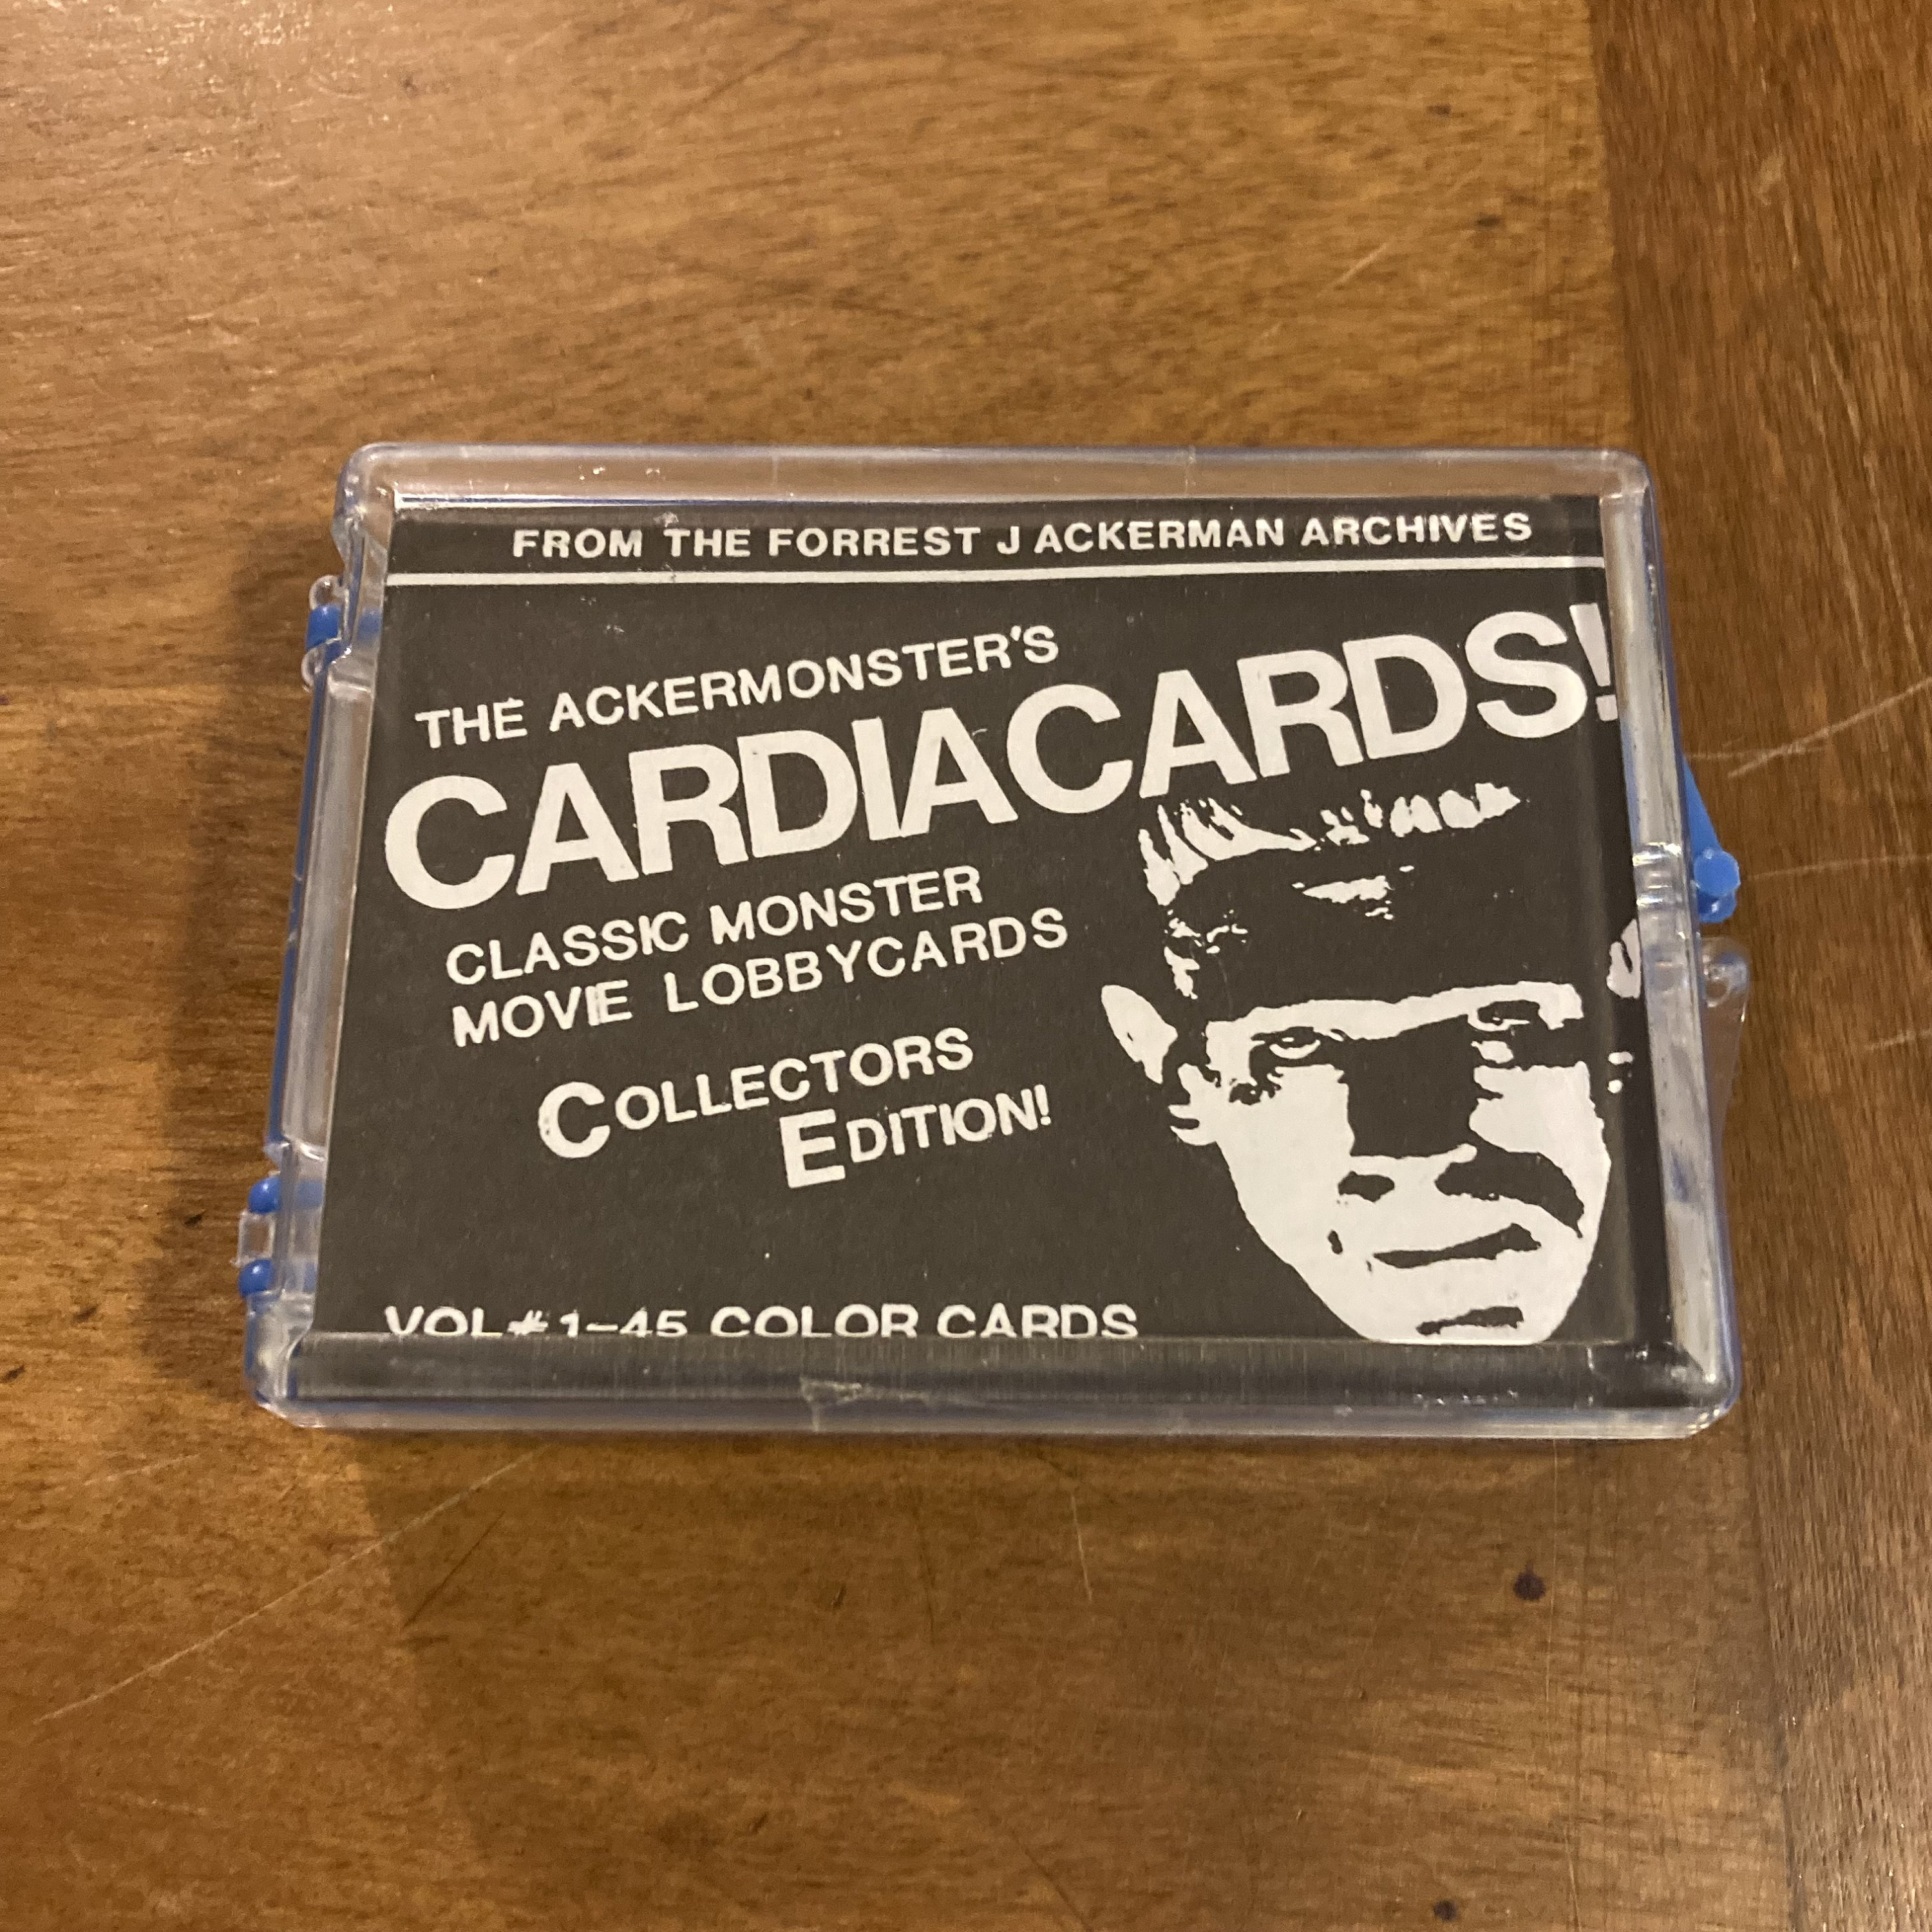 FROM THE FORREST J ACKERMAN ARCHIVES
THE ACKERMONSTER'S
CARDIACARDS!
CLASSIC MONSTER
MOVIE LOBBYCARDS
COLLECTORS
EDITION!
VOL#1-45 COLOR CARDS